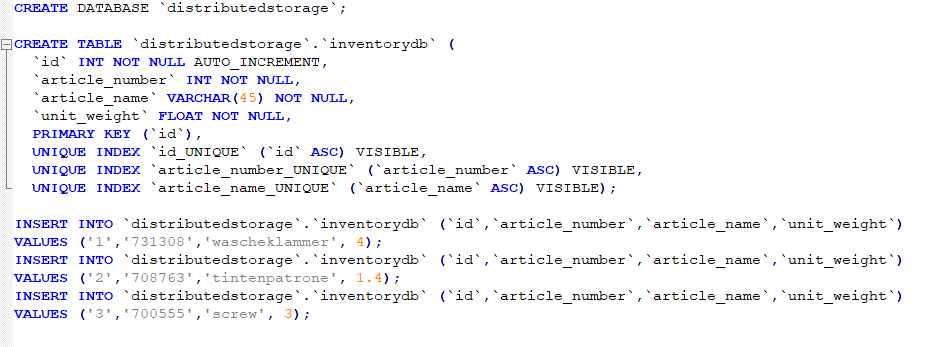 CREATE DATABASE `distributedstorage`;
CREATE TABLE `distributedstorage`.`inventorydb` (
`id` INT NOT NULL AUTO_INCREMENT,
`article_number` INT NOT NULL,
`article_name` VARCHAR(45) NOT NULL,
`unit_weight` FLOAT NOT NULL,
PRIMARY KEY (`id`),
UNIQUE INDEX `id_UNIQUE` (`id` ASC) VISIBLE,
UNIQUE INDEX `article_number_UNIQUE` (`article_number` ASC) VISIBLE,
UNIQUE INDEX `article_name_UNIQUE` (`article_name` ASC) VISIBLE);
INSERT INTO `distributedstorage`.`inventorydb` (`id`,`article_number`,`article_name`,`unit_weight`)
VALUES ('1','731308','wascheklammer', 4);
INSERT INTO `distributedstorage`.`inventorydb` (`id`,`article_number`,`article_name`,`unit_weight`)
VALUES ('2','708763','tintenpatrone', 1.4);
INSERT INTO `distributedstorage`.`inventorydb` (`id`,`article_number`,`article_name`,`unit_weight`)
VALUES ('3','700555','screw', 3);